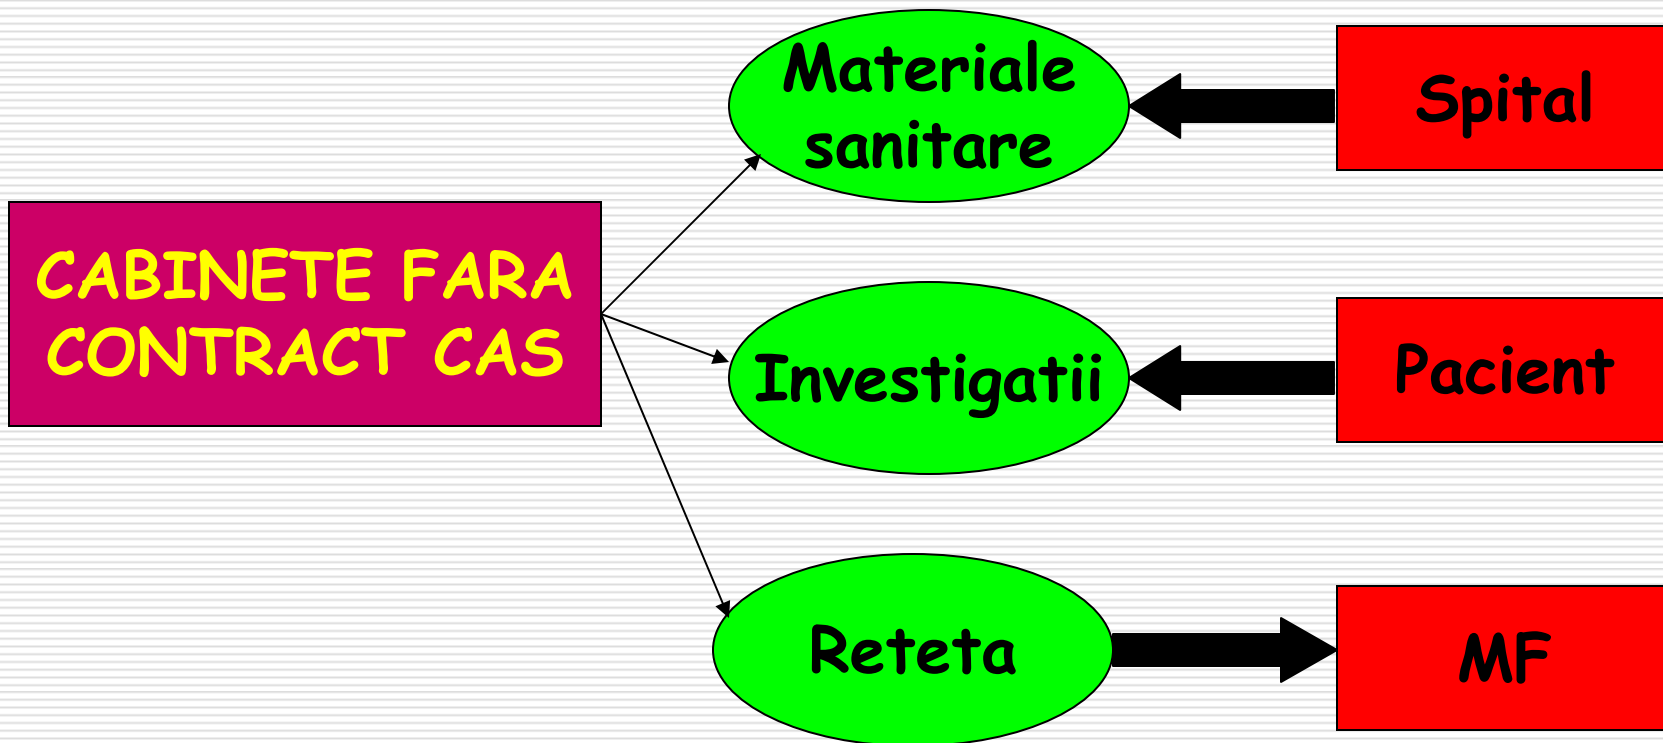 CABINETE FARA
CONTRACT CAS
Materiale
sanitare
Spital
Investigatii
Pacient
Reteta
MF